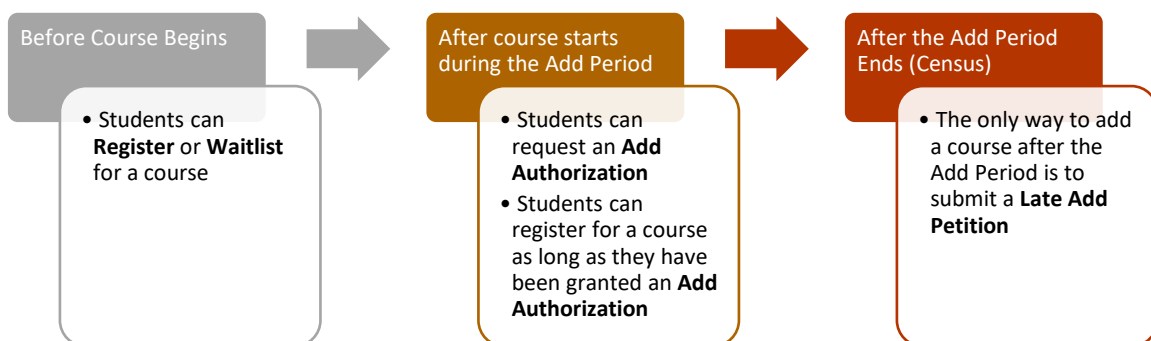 Before Course Begins
• Students can
Register or Waitlist
for a course
After course starts
during the Add Period
• Students can
request an Add
Authorization
• Students can
register for a course
as long as they have
been granted an Add
Authorization
After the Add Period
Ends (Census)
• The only way to add
a course after the
Add Period is to
submit a Late Add
Petition